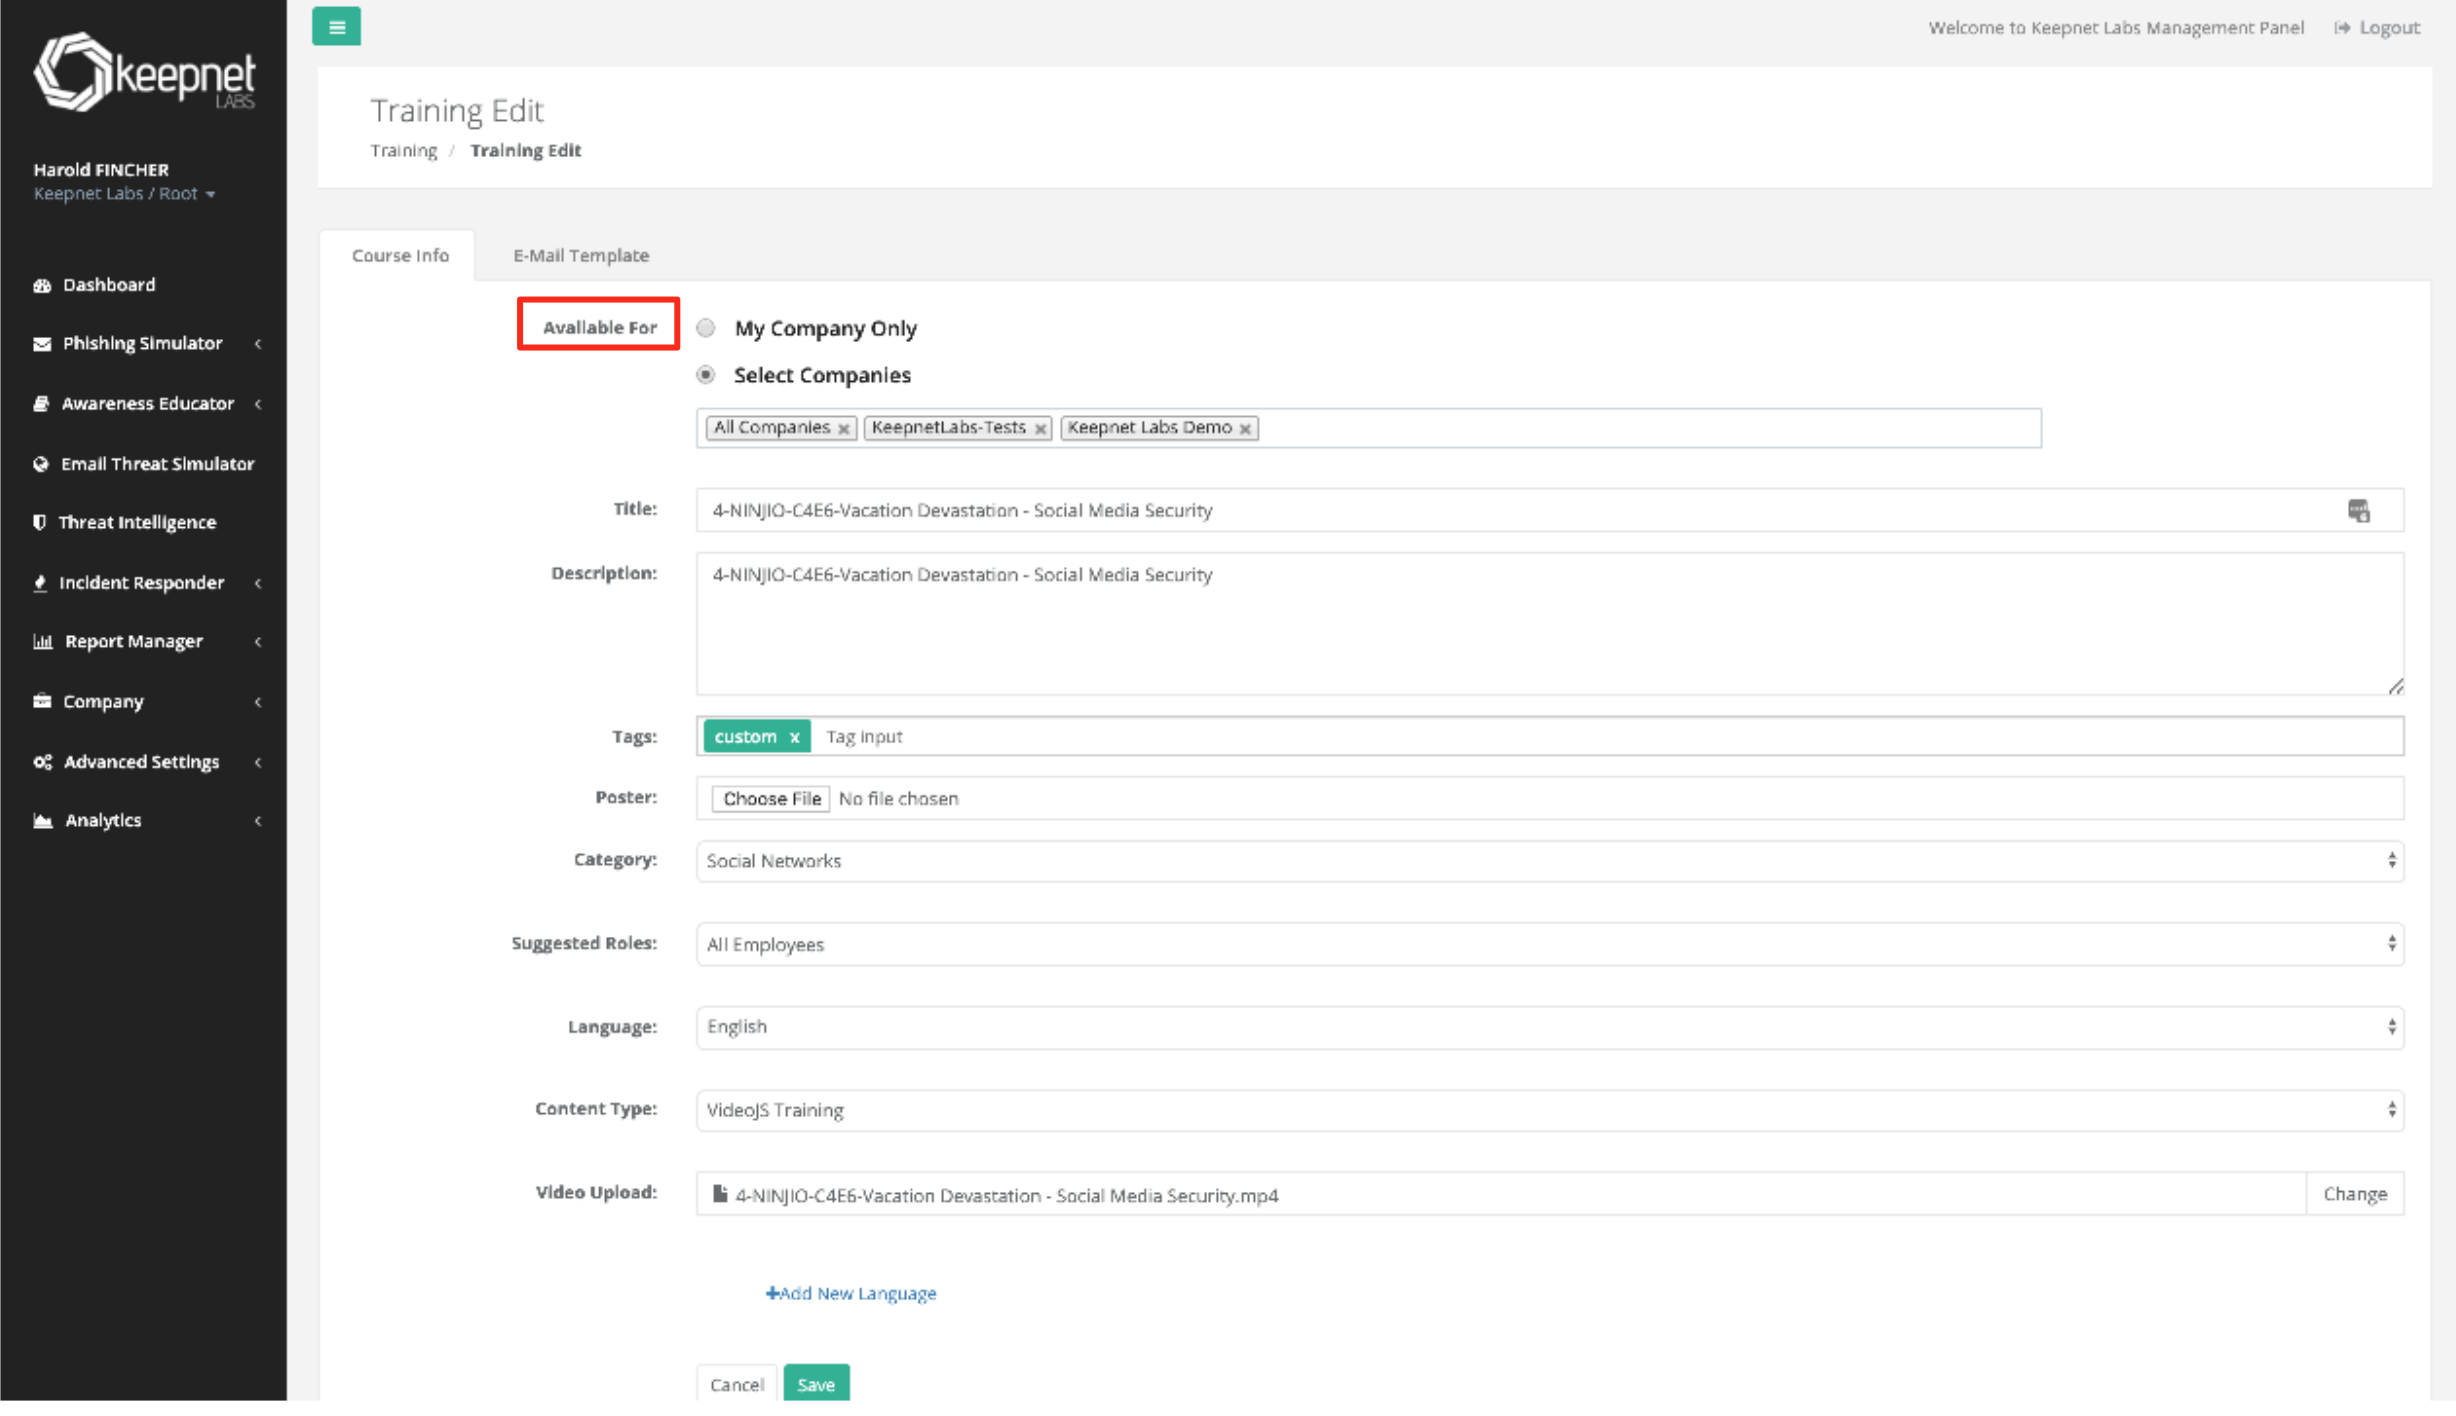 keepnet
LABS
Harold FINCHER
Keepnet Labs / Root
Dashboard
Phishing Simulator
Awareness Educator
Email Threat Simulator
Threat Intelligence
Incident Responder
Report Manager
Company
Advanced Settings
Analytics
Welcome to Keepnet Labs Management Panel Logout
Training Edit
Training / Training Edit
Course Info E-Mail Template
Available For My Company Only
Select Companies
All Companies x KeepnetLabs-Tests x Keepnet Labs Demo x
Title: 4-NINJIO-C4E6-Vacation Devastation - Social Media Security
Description: 4-NINJIO-C4E6-Vacation Devastation - Social Media Security
Tags: custom x Tag input
Poster: Choose File No file chosen
Category: Social Networks
Suggested Roles: All Employees
Language: English
Content Type: VideoJS Training
Video Upload: 4-NINJIO-C4E6-Vacation Devastation - Social Media Security.mp4 Change
+Add New Language
Cancel Save